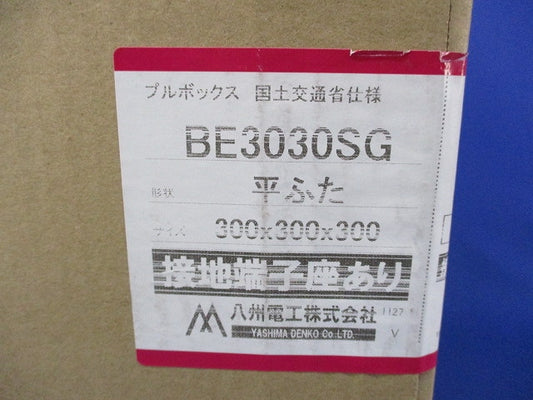 プルボックス 国土交通省仕様
BE3030SG
形状 平ふた
サイズ 300x300x300
接地端子座あり
八州電工株式会社 1127
YASHIMA DENKO Co.LTD. V